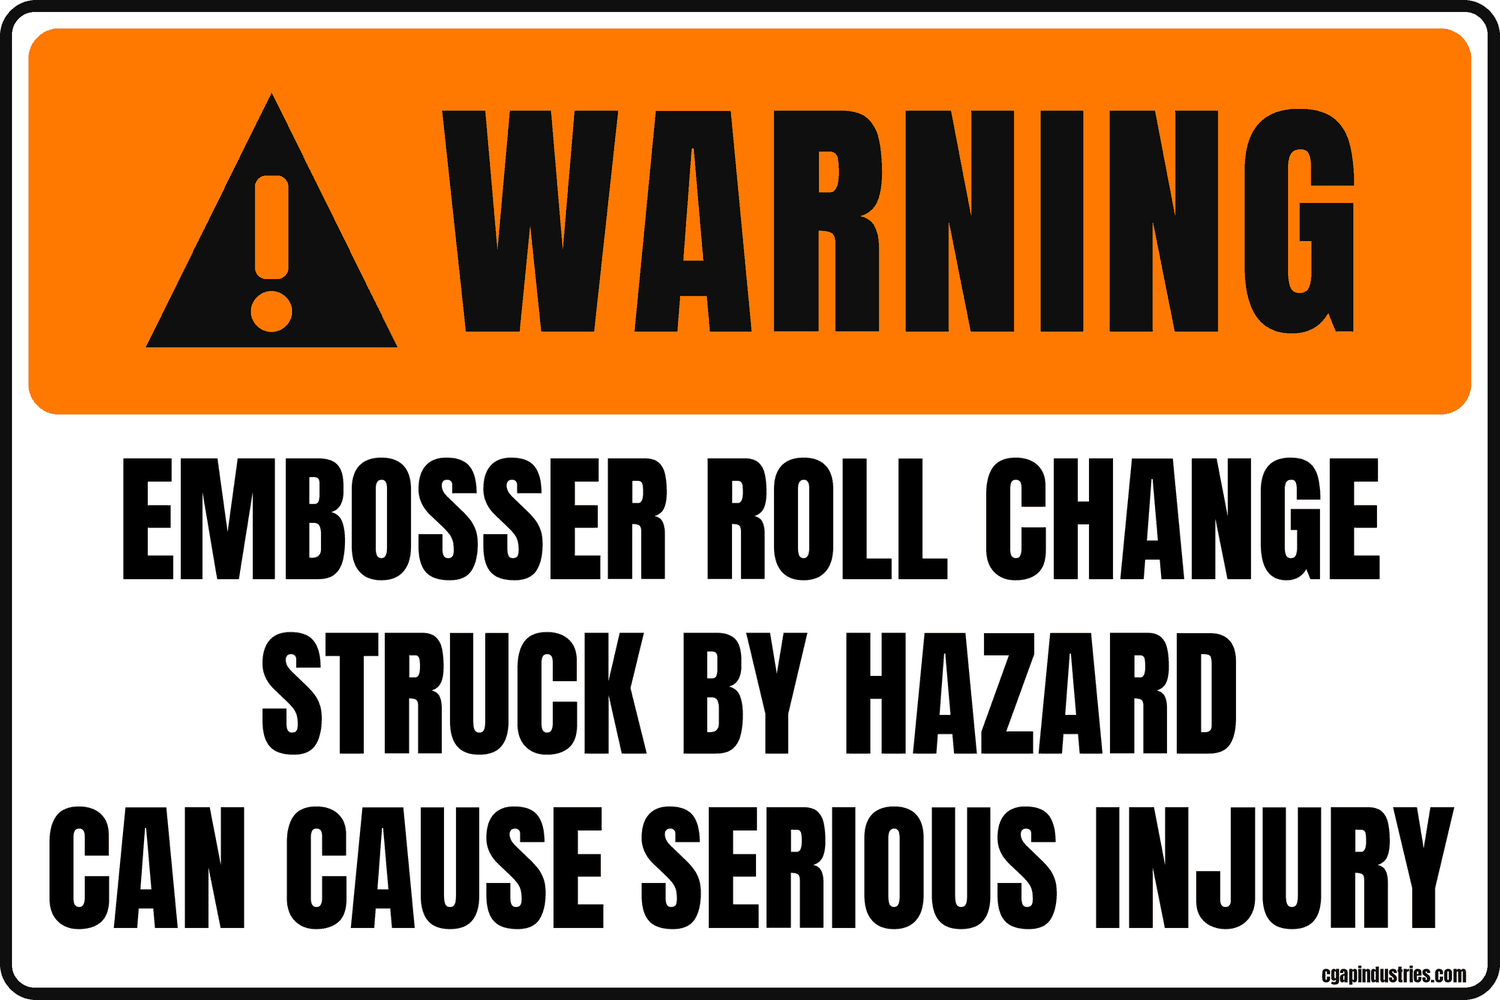 WARNING
EMBOSSER ROLL CHANGE
STRUCK BY HAZARD
CAN CAUSE SERIOUS INJURY
cgapindustries.com